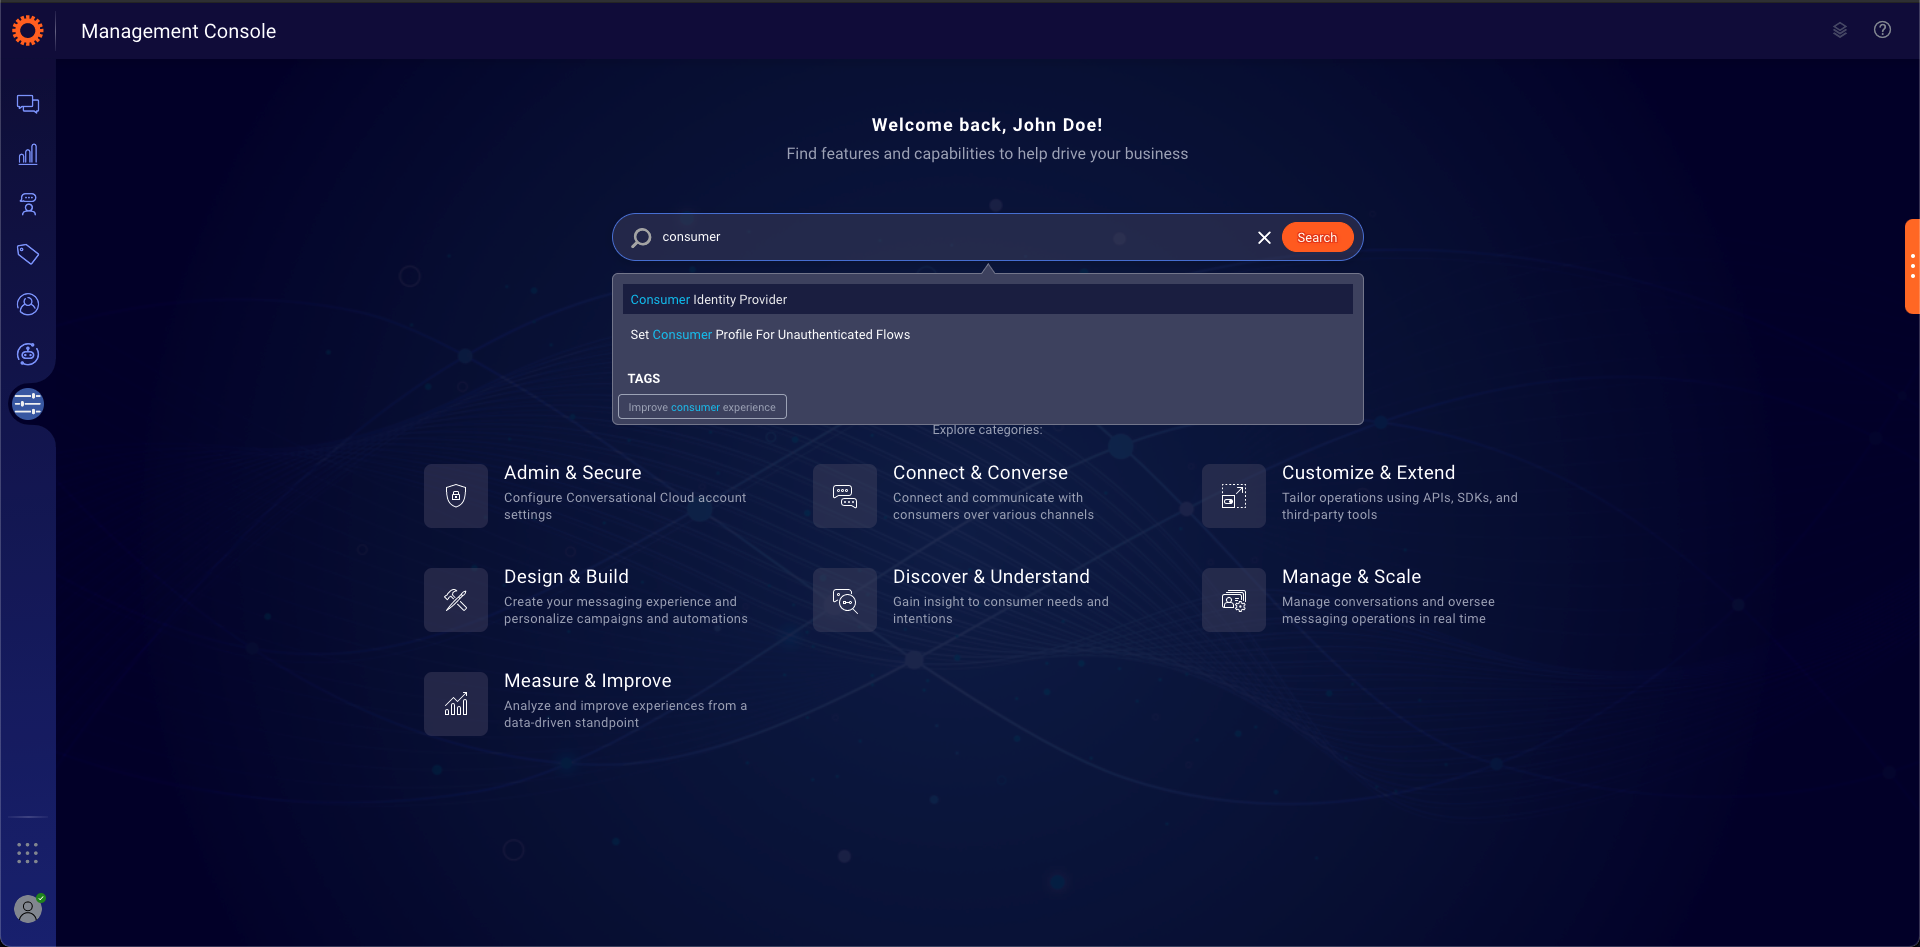 Management Console
Welcome back, John Doe!
Find features and capabilities to help drive your business
consumer
Search
Consumer Identity Provider
Set Consumer Profile For Unauthenticated Flows
TAGS
Improve consumer experience
Explore categories:
Admin & Secure
Configure Conversational Cloud account
settings
Connect & Converse
Connect and communicate with
consumers over various channels
Customize & Extend
Tailor operations using APIs, SDKs, and
third-party tools
Design & Build
Create your messaging experience and
personalize campaigns and automations
Discover & Understand
Gain insight to consumer needs and
intentions
Manage & Scale
Manage conversations and oversee
messaging operations in real time
Measure & Improve
Analyze and improve experiences from a
data-driven standpoint